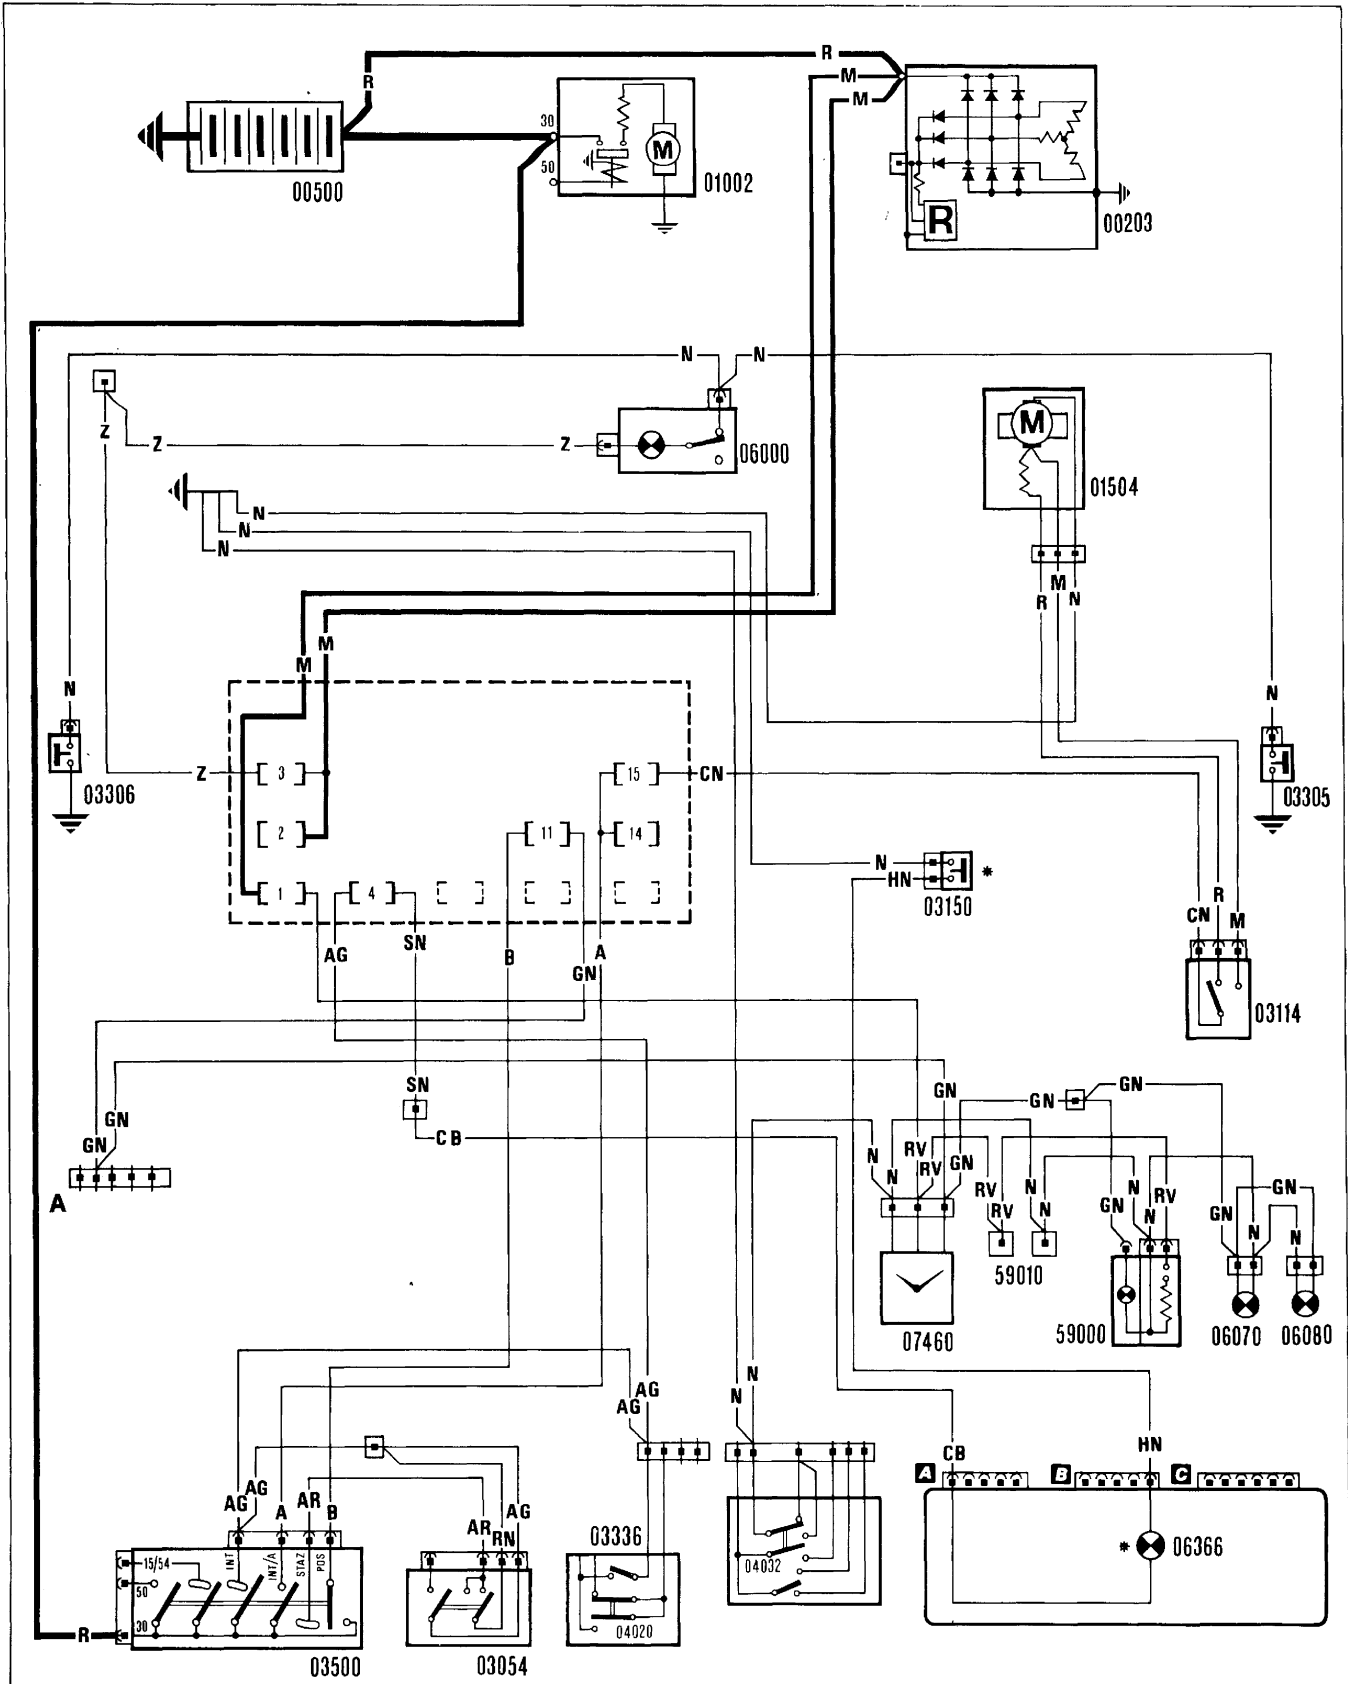 R
R
M
M
30
50
M
R
00500
01002
00203
N
N
Z
Z
Z
06000
M
01504
N
N
N
R
M
N
M
M
N
N
03306
03305
Z
3
15
CN
2
11
14
1
4
N
HN
*
03150
AG
SN
B
A
GN
CN
R
M
03114
SN
CB
GN
GN
A
GN
GN
GN
N
N
RV
RV
GN
RV
RV
N
N
GN
N
N
RV
GN
N
GN
N
59010
07460
59000
06070
06080
N
N
AG
AG
AG
AG
A
AR
B
AR
RN
AG
CB
HN
A
B
C
15/54
50
30
INT
INT/A
STAZ
POS
03336
04020
04032
*
06366
R
03500
03054